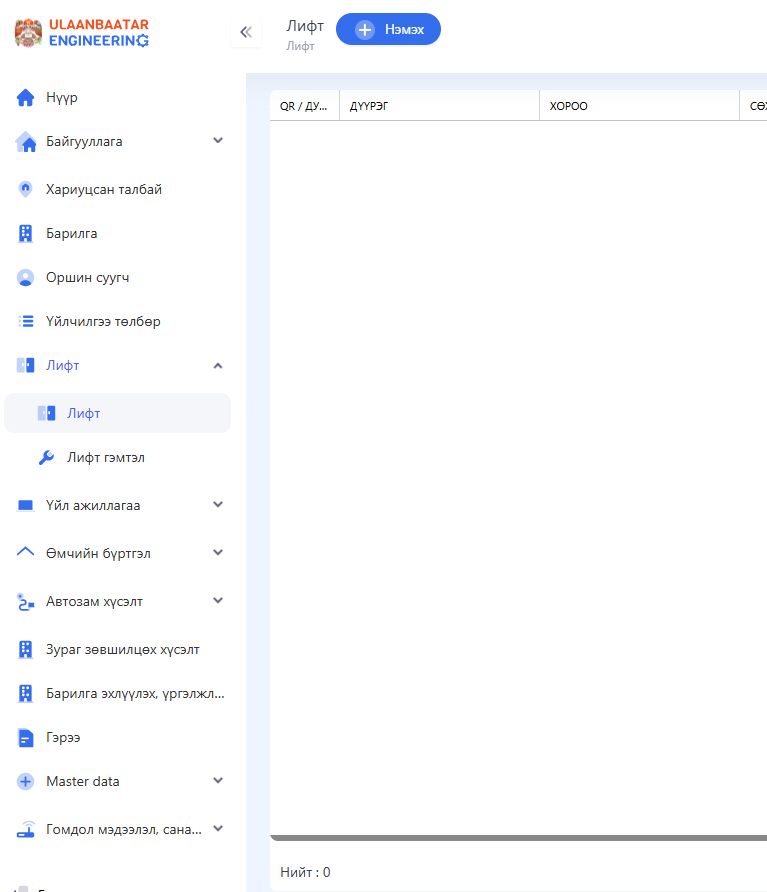 ULAANBAATAR
ENGINEERING
Лифт
Лифт
Нэмэх
Нүүр
Байгууллага
Хариуцсан талбай
Барилга
Оршин суугч
Үйлчилгээ төлбөр
Лифт
Лифт
Лифт гэмтэл
Үйл ажиллагаа
Өмчийн бүртгэл
Автозам хүсэлт
Зураг зөвшилцөх хүсэлт
Барилга эхлүүлэх, үргэлжл...
Гэрээ
Master data
Гомдол мэдээлэл, сана...
QR / ДУ... ДҮҮРЭГ ХОРОО
Нийт : 0